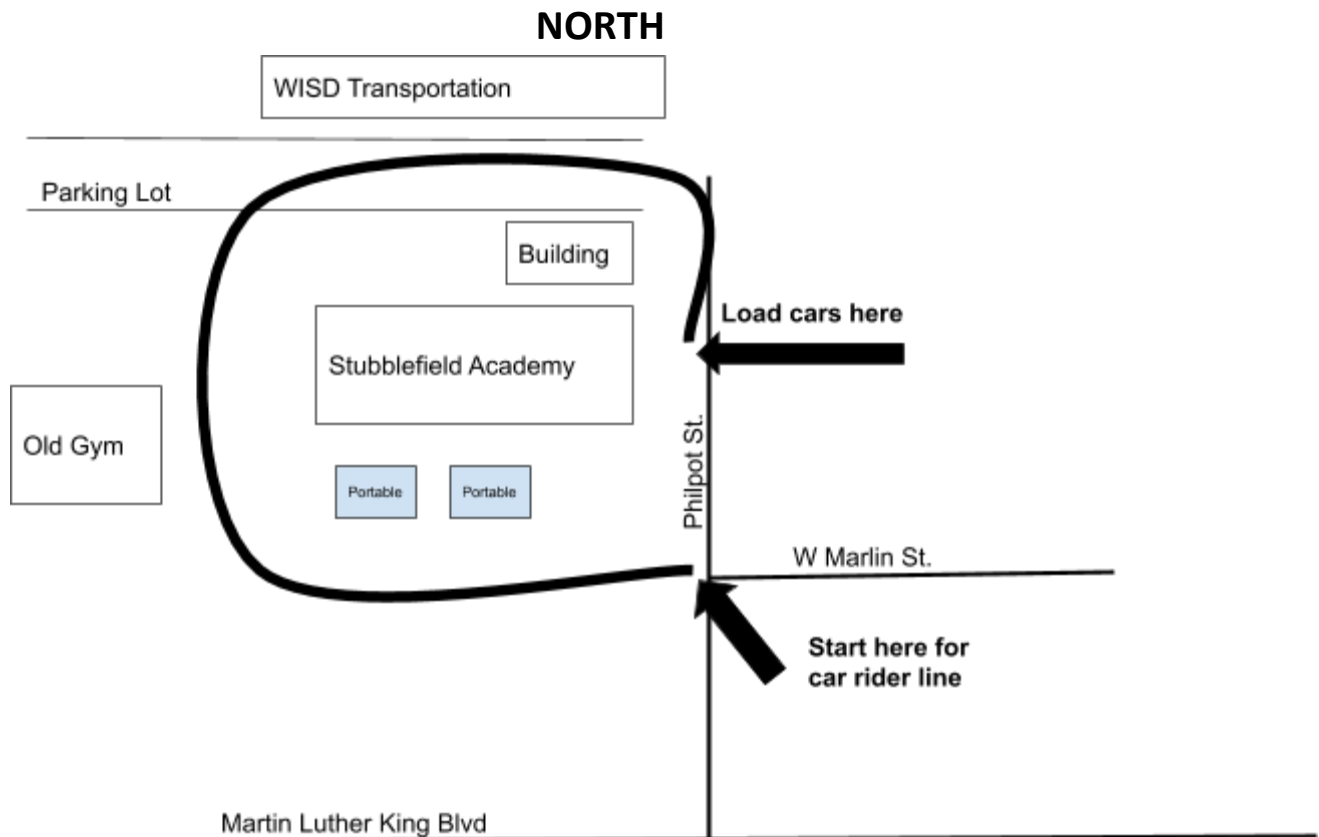 NORTH
WISD Transportation
Parking Lot
Building
Load cars here
Stubblefield Academy
Old Gym
Philpot St.
Portable
Portable
W Marlin St.
Start here for
car rider line
Martin Luther King Blvd